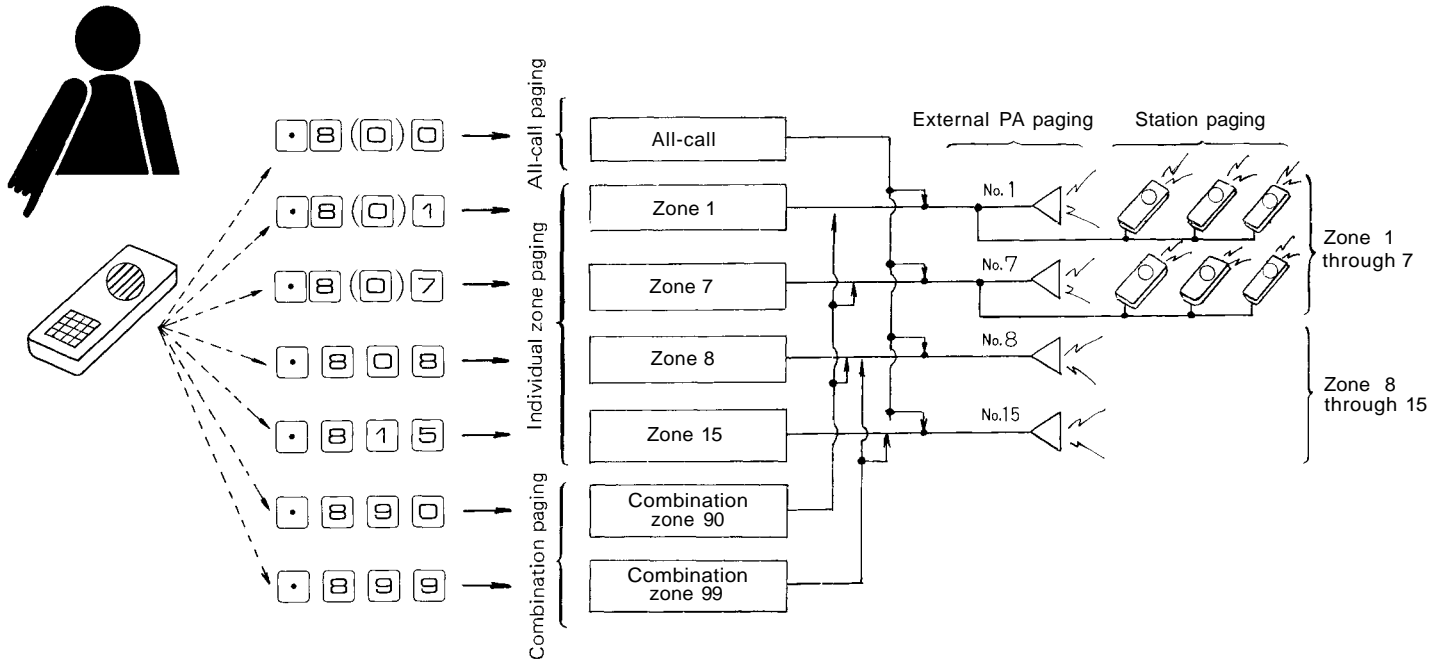 • 8 (0) 0
• 8 (0) 1
• 8 (0) 7
• 8 0 8
• 8 1 5
• 8 9 0
• 8 9 9
All-call paging
Individual zone paging
Combination paging
All-call
Zone 1
Zone 7
Zone 8
Zone 15
Combination
zone 90
Combination
zone 99
External PA paging
Station paging
No. 1
No. 7
No. 8
No. 15
Zone 1
through 7
Zone 8
through 15